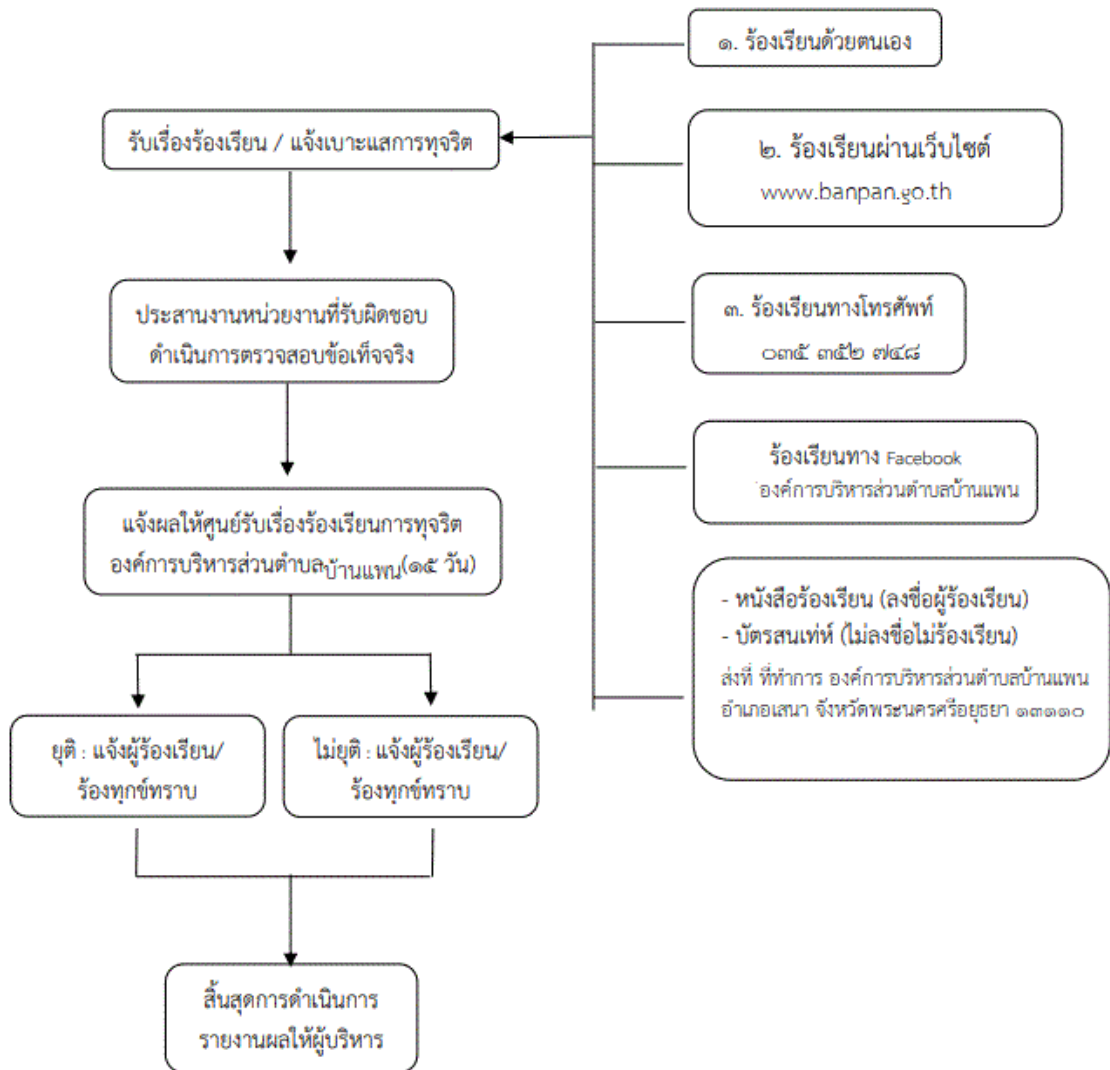 ๑. ร้องเรียนด้วยตนเอง
รับเรื่องร้องเรียน / แจ้งเบาะแสการทุจริต
๒. ร้องเรียนผ่านเว็บไซต์
www.banpan.go.th
ประสานงานหน่วยงานที่รับผิดชอบ
ดำเนินการตรวจสอบข้อเท็จจริง
๓. ร้องเรียนทางโทรศัพท์
๐๓๕ ๓๕๒ ๗๔๘
ร้องเรียนทาง Facebook
องค์การบริหารส่วนตำบลบ้านแพน
แจ้งผลให้ศูนย์รับเรื่องร้องเรียนการทุจริต
องค์การบริหารส่วนตำบลบ้านแพน(๑๕ วัน)
- หนังสือร้องเรียน (ลงชื่อผู้ร้องเรียน)
- บัตรสนเท่ห์ (ไม่ลงชื่อไม่ร้องเรียน)
ส่งที่ ที่ทำการ องค์การบริหารส่วนตำบลบ้านแพน
อำเภอเสนา จังหวัดพระนครศรีอยุธยา ๑๓๑๑๐
ยุติ : แจ้งผู้ร้องเรียน/
ร้องทุกข์ทราบ
ไม่ยุติ : แจ้งผู้ร้องเรียน/
ร้องทุกข์ทราบ
สิ้นสุดการดำเนินการ
รายงานผลให้ผู้บริหาร